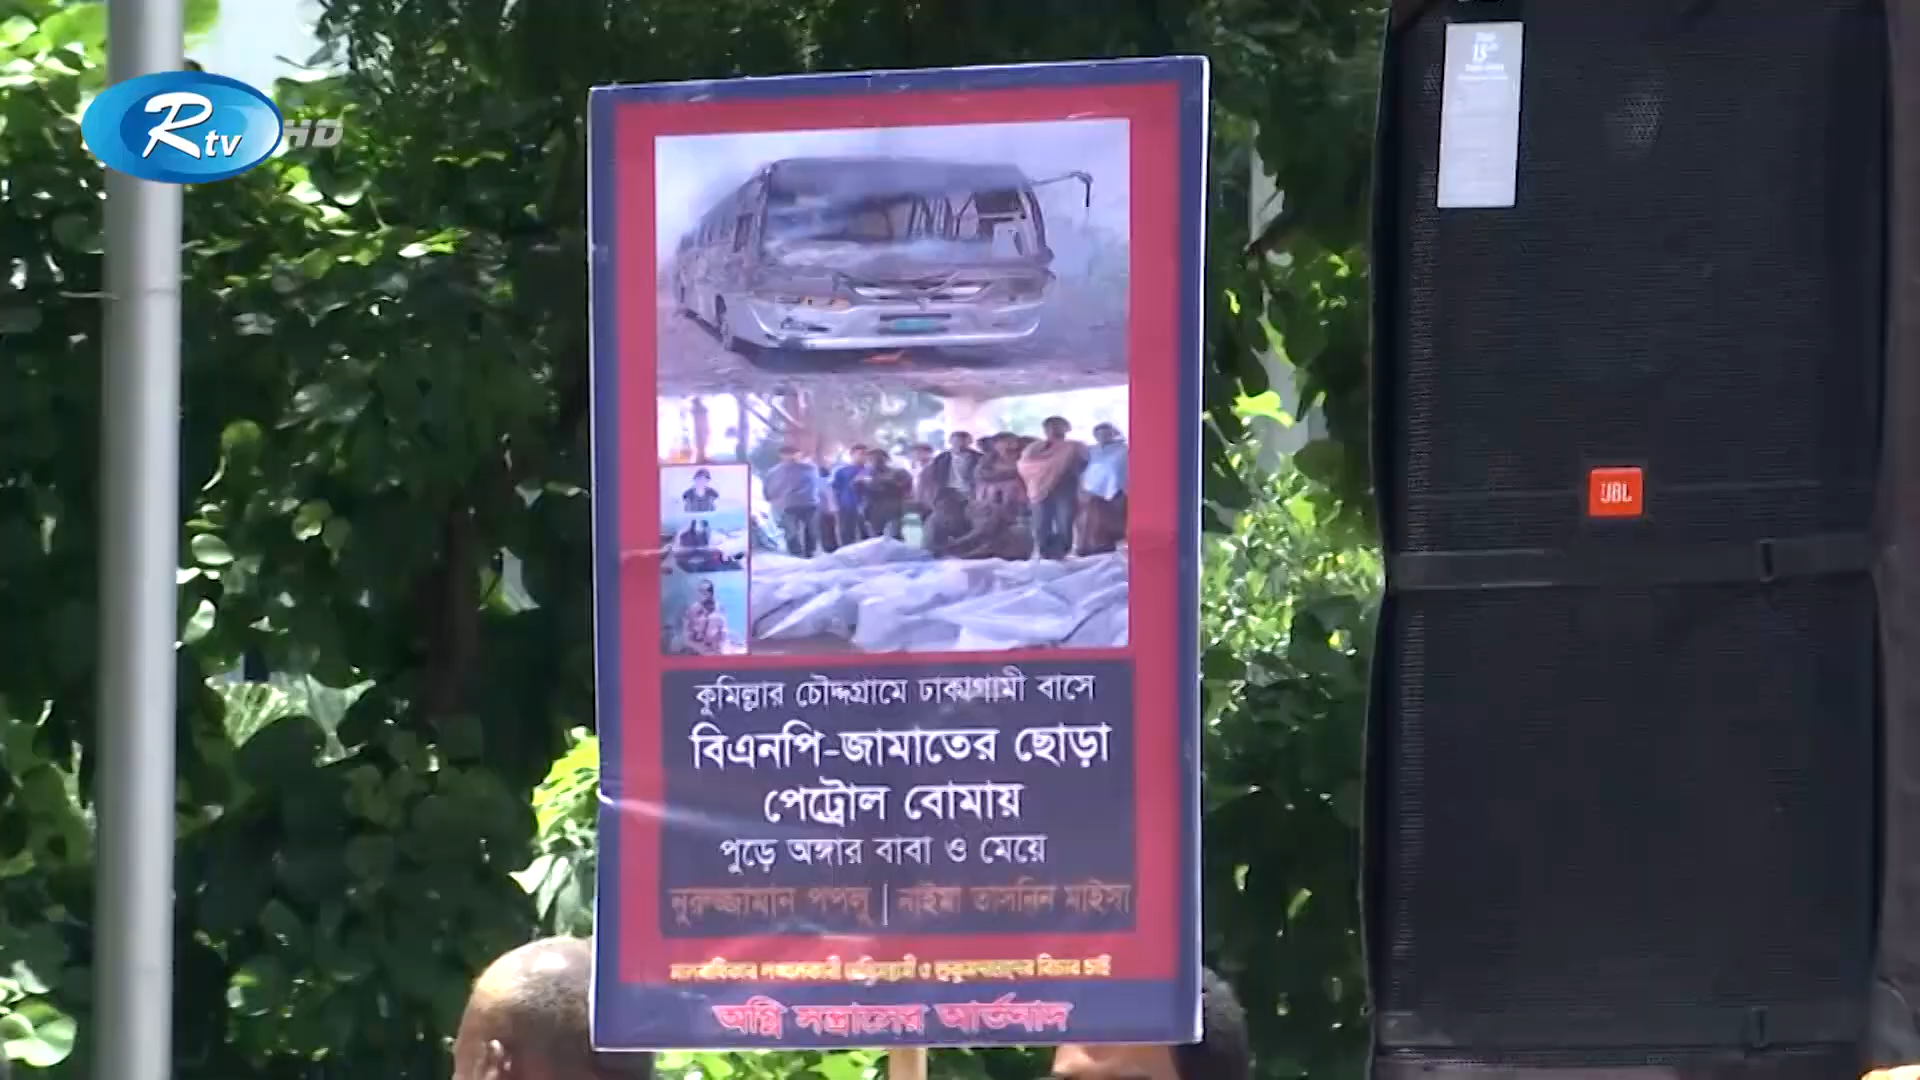 Rtv HD
JBL
কুমিল্লার চৌদ্দগ্রামে ঢাকাগামী বাসে
বিএনপি-জামাতের ছোড়া
পেট্রোল বোমায়
পুড়ে অঙ্গার বাবা ও মেয়ে
নুরুজ্জামান পপলু | নাইমা তাসনিন মাইসা
বিচার চাই
অগ্নি সন্ত্রাসের আর্তনাদ